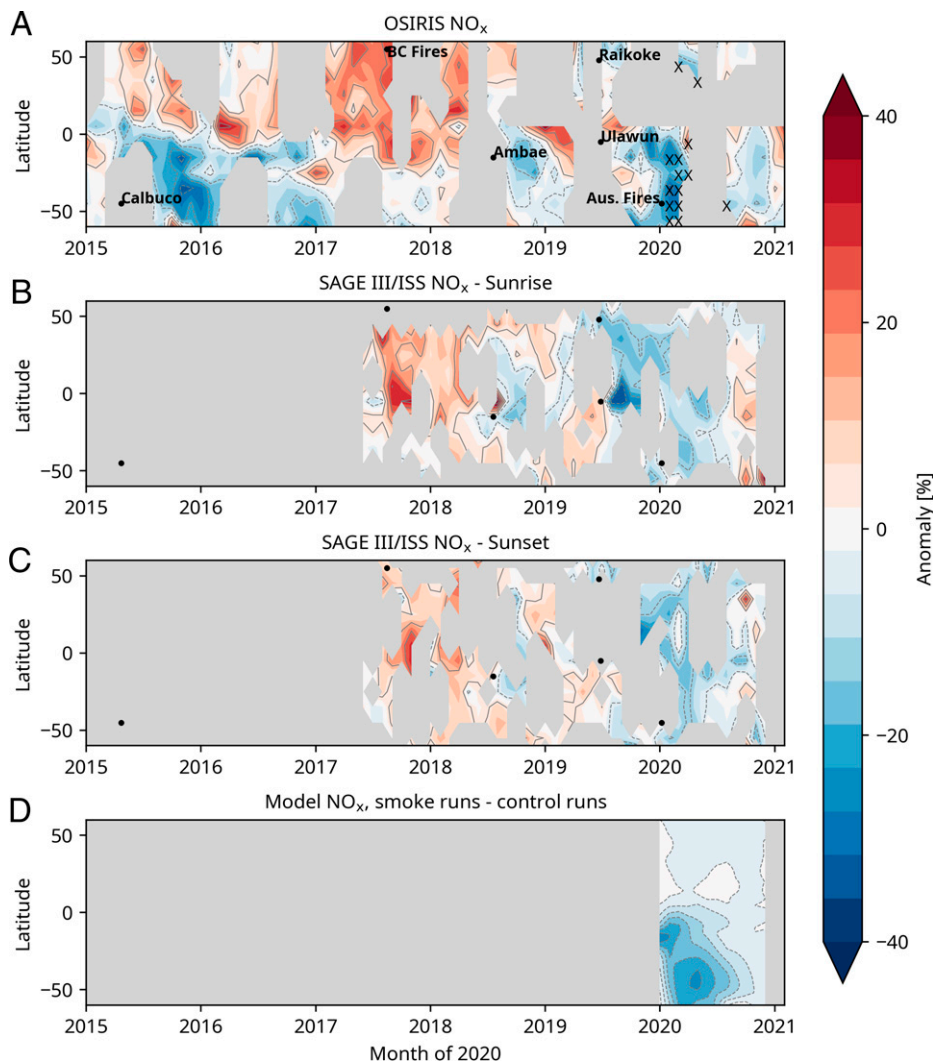 A
OSIRIS NOₓ
50
0
−50
Latitude
BC Fires
Raikoke
Ulawun
Ambae
Calbuco
Aus. Fires
X X
X
X X
X X
X X
X X X
X X
2015 2016 2017 2018 2019 2020 2021
B
SAGE III/ISS NOₓ - Sunrise
50
0
−50
Latitude
2015 2016 2017 2018 2019 2020 2021
C
SAGE III/ISS NOₓ - Sunset
50
0
−50
Latitude
2015 2016 2017 2018 2019 2020 2021
D
Model NOₓ, smoke runs - control runs
50
0
−50
Latitude
2015 2016 2017 2018 2019 2020 2021
Month of 2020
40
20
0
−20
−40
Anomaly [%]